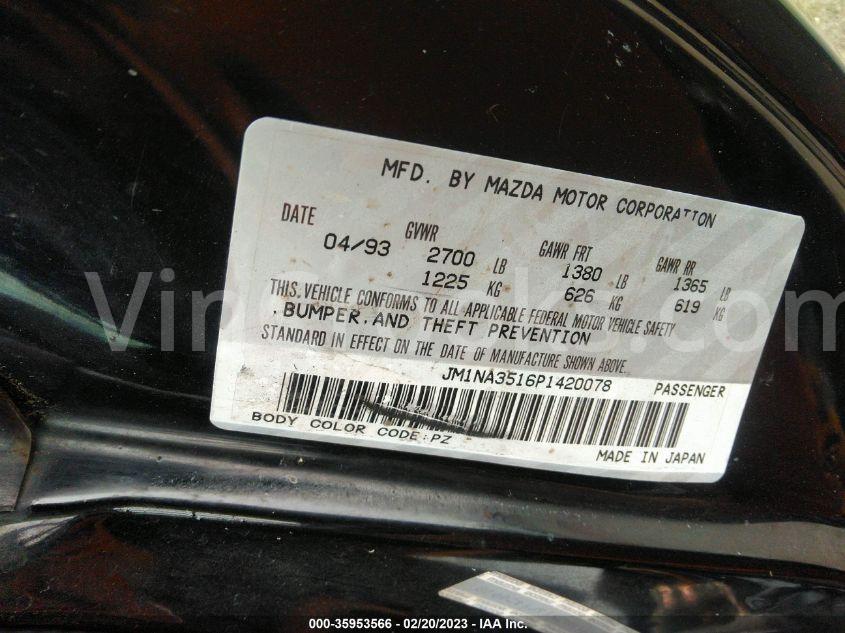 MFD. BY MAZDA MOTOR CORPORATION
DATE GVWR GAWR FRT GAWR RR
04/93 2700 LB 1380 LB 1365 LB
1225 KG 626 KG 619 KG
THIS VEHICLE CONFORMS TO ALL APPLICABLE FEDERAL MOTOR VEHICLE SAFETY
, BUMPER, AND THEFT PREVENTION
STANDARD IN EFFECT ON THE DATE OF MANUFACTURE SHOWN ABOVE.
JM1NA3516P1420078 PASSENGER
BODY COLOR CODE:PZ
MADE IN JAPAN
000-35953566 — 02/20/2023 - IAA Inc.